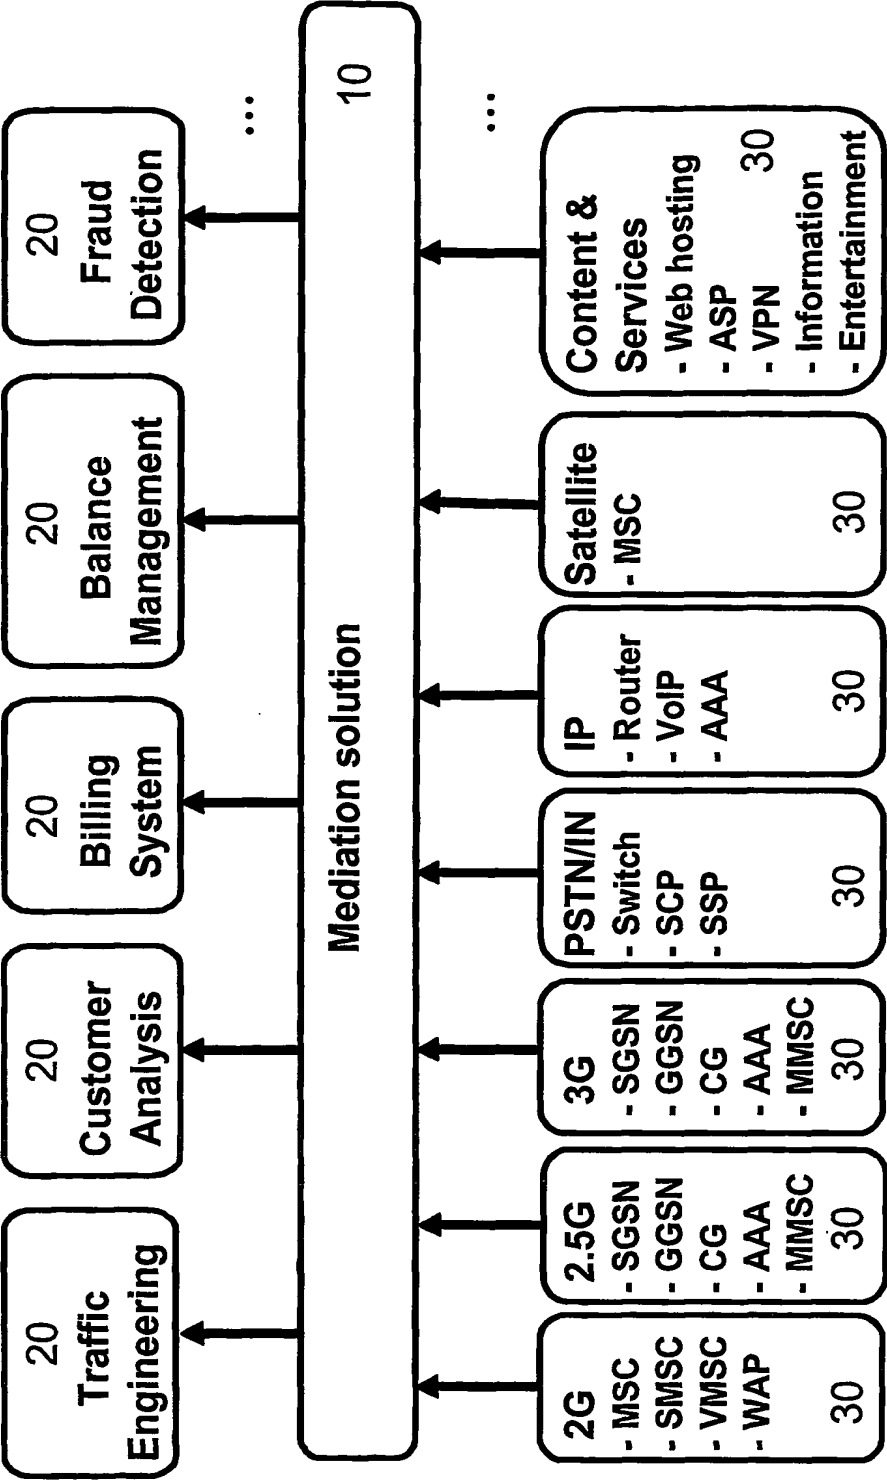 20
Traffic
Engineering
20
Customer
Analysis
20
Billing
System
20
Balance
Management
20
Fraud
Detection
...
Mediation solution
10
...
2G
- MSC
- SMSC
- VMSC
- WAP
30
2.5G
- SGSN
- GGSN
- CG
- AAA
- MMSC
30
3G
- SGSN
- GGSN
- CG
- AAA
- MMSC
30
PSTN/IN
- Switch
- SCP
- SSP
30
IP
- Router
- VoIP
- AAA
30
Satellite
- MSC
30
Content &
Services
- Web hosting
- ASP
- VPN
30
- Information
- Entertainment